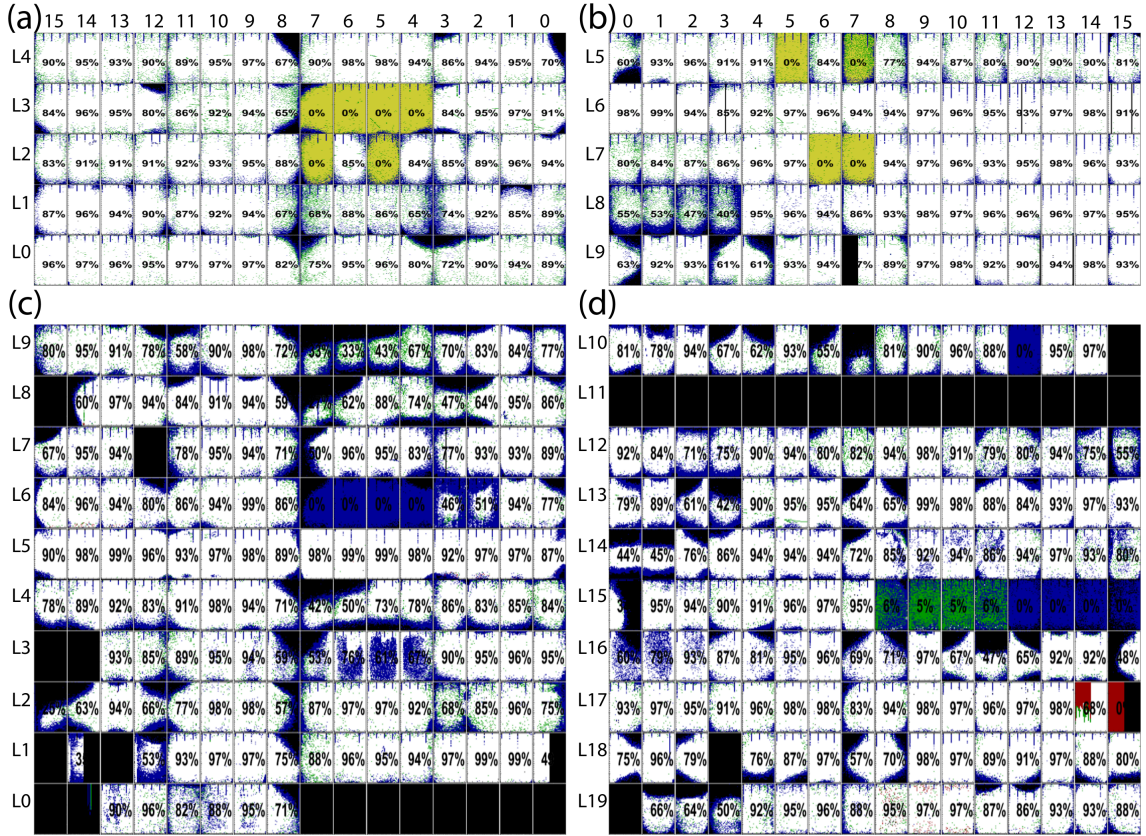 (a)
15 14 13 12 11 10 9 8 7 6 5 4 3 2 1 0
L4 90% 95% 93% 90% 89% 95% 97% 67% 90% 98% 98% 94% 86% 94% 95% 70%
L3 84% 96% 95% 80% 86% 92% 94% 65% 0% 0% 0% 0% 84% 95% 97% 91%
L2 83% 91% 91% 91% 92% 93% 95% 88% 0% 85% 0% 84% 85% 89% 96% 94%
L1 87% 96% 94% 90% 87% 92% 94% 67% 68% 88% 86% 65% 74% 92% 85% 89%
L0 96% 97% 96% 95% 97% 97% 97% 82% 75% 95% 96% 80% 72% 90% 94% 89%
(b)
0 1 2 3 4 5 6 7 8 9 10 11 12 13 14 15
L5 60% 93% 96% 91% 91% 0% 84% 0% 77% 94% 87% 80% 90% 90% 90% 81%
L6 98% 99% 94% 85% 92% 97% 96% 94% 94% 97% 96% 95% 93% 97% 98% 91%
L7 80% 84% 87% 86% 96% 97% 0% 0% 94% 97% 96% 93% 95% 98% 96% 93%
L8 55% 53% 47% 40% 95% 96% 94% 86% 93% 98% 97% 96% 96% 96% 97% 95%
L9 63% 92% 93% 61% 61% 93% 94% 7% 89% 97% 98% 92% 90% 94% 98% 93%
(c)
L9 80% 95% 91% 78% 58% 90% 98% 72% 33% 43% 67% 70% 83% 84% 77%
L8 60% 97% 94% 84% 91% 94% 59 62% 88% 74% 47% 64% 95% 86%
L7 67% 95% 94% 78% 95% 94% 71% 50% 96% 95% 83% 77% 93% 93% 89%
L6 84% 96% 94% 80% 86% 94% 99% 86% 0% 0% 0% 0% 46% 51% 94% 77%
L5 90% 98% 99% 96% 93% 97% 98% 89% 98% 99% 99% 98% 92% 97% 97% 87%
L4 78% 89% 92% 83% 91% 98% 94% 71% 42% 50% 73% 78% 86% 83% 85% 84%
L3 93% 85% 89% 95% 94% 59% 53% 76% 61% 67% 90% 95% 96% 95%
L2 63% 94% 66% 77% 98% 98% 57% 87% 97% 97% 92% 68% 85% 96% 75%
L1 53% 93% 97% 97% 75% 88% 96% 95% 94% 97% 99% 99%
L0 90% 96% 82% 88% 95% 71%
(d)
L10 81% 78% 94% 67% 62% 93% 55% 81% 90% 96% 88% 0% 95% 97%
L11
L12 92% 84% 71% 75% 90% 94% 80% 82% 94% 98% 91% 79% 80% 94% 75% 55%
L13 79% 89% 61% 42% 90% 95% 95% 64% 65% 99% 98% 88% 84% 93% 97% 93%
L14 44% 45% 76% 86% 94% 94% 94% 72% 85% 92% 94% 86% 94% 97% 93% 80%
L15 95% 94% 90% 91% 96% 97% 95% 6% 5% 5% 6% 0% 0% 0% 0%
L16 60% 79% 93% 87% 81% 95% 96% 69% 71% 97% 67% 47% 65% 92% 92% 48%
L17 93% 97% 95% 91% 96% 98% 98% 83% 94% 98% 97% 96% 97% 98% 68%
L18 75% 96% 79% 76% 87% 97% 57% 70% 98% 97% 89% 91% 97% 88% 80%
L19 66% 64% 50% 92% 95% 96% 88% 95% 97% 97% 87% 86% 93% 93% 88%